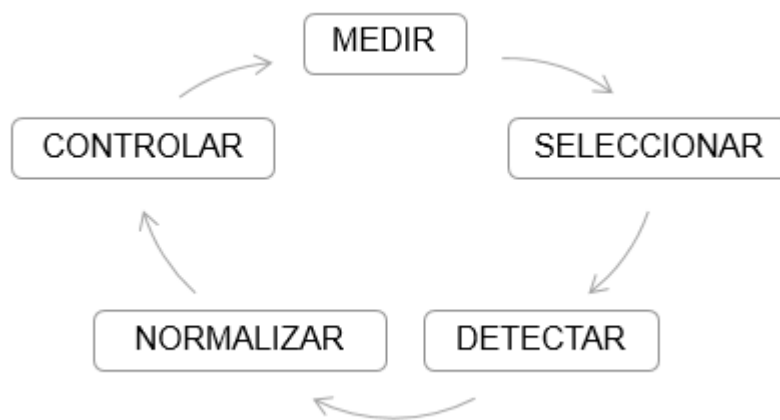 MEDIR
SELECCIONAR
DETECTAR
NORMALIZAR
CONTROLAR